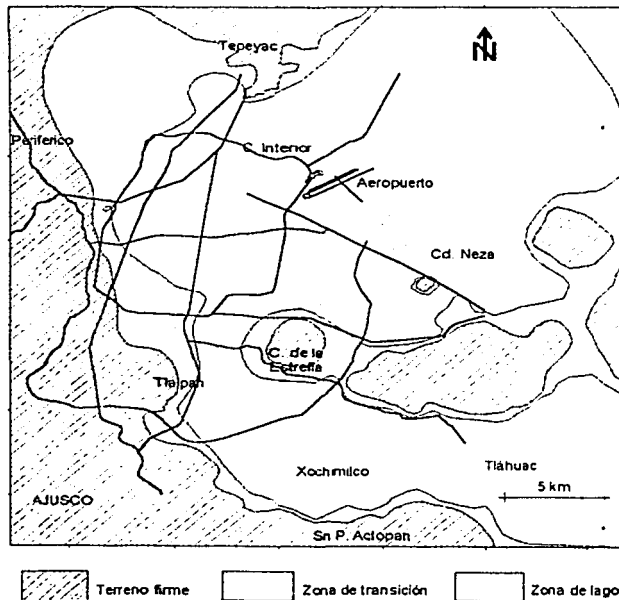 Tepeyac
N
Periferico
C. Interior
Aeropuerto
Cd. Neza
C. de la
Estrella
Tlalpan
Xochimilco
Tláhuac
5 km
AJUSCO
Sn P. Actopan
Terreno firme
Zona de transición
Zona de lago